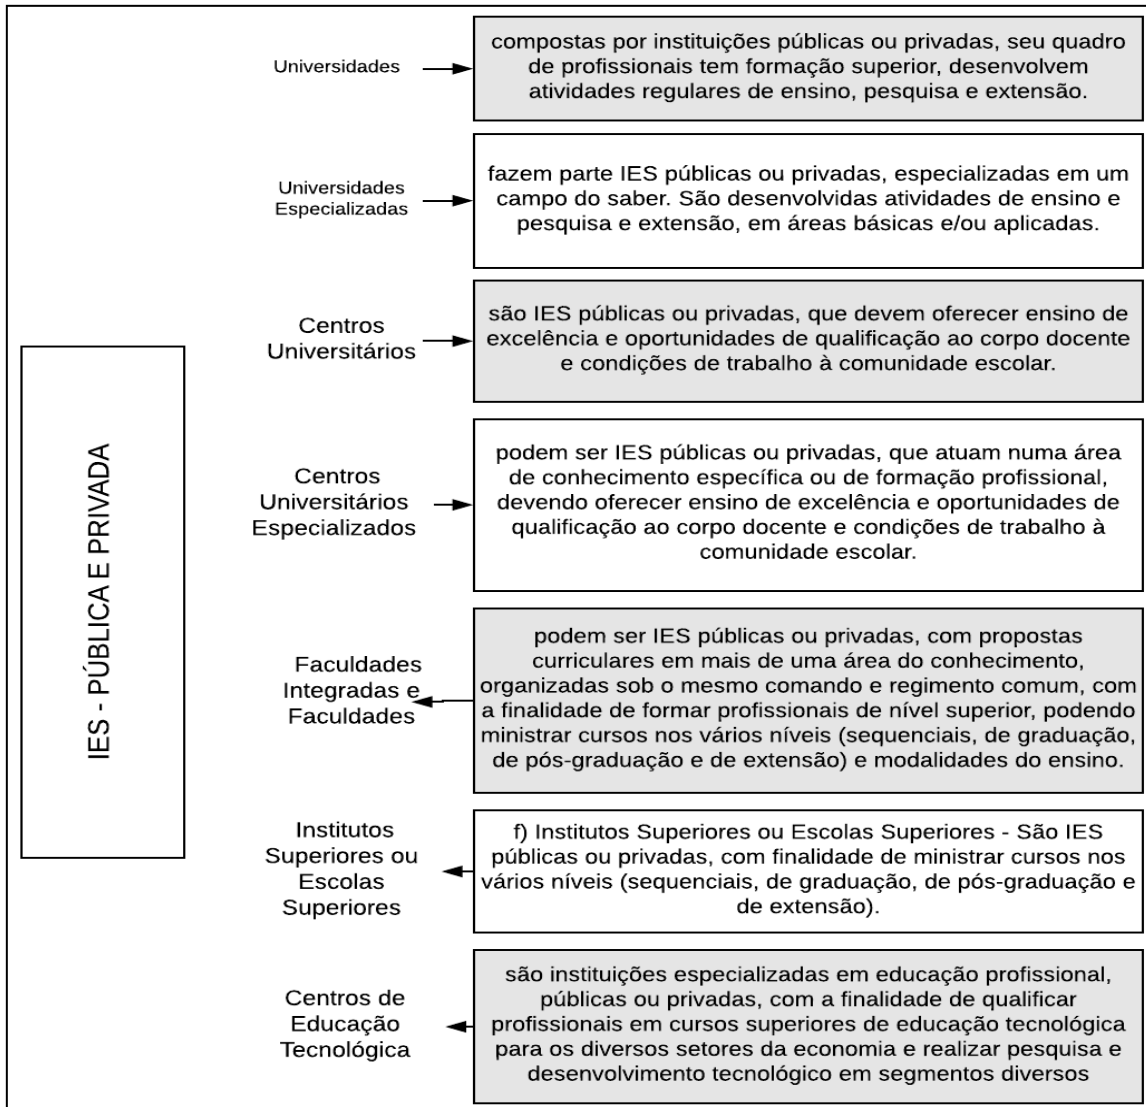 IES - PÚBLICA E PRIVADA
Universidades
compostas por instituições públicas ou privadas, seu quadro
de profissionais tem formação superior, desenvolvem
atividades regulares de ensino, pesquisa e extensão.
Universidades
Especializadas
fazem parte IES públicas ou privadas, especializadas em um
campo do saber. São desenvolvidas atividades de ensino e
pesquisa e extensão, em áreas básicas e/ou aplicadas.
Centros
Universitários
são IES públicas ou privadas, que devem oferecer ensino de
excelência e oportunidades de qualificação ao corpo docente
e condições de trabalho à comunidade escolar.
Centros
Universitários
Especializados
podem ser IES públicas ou privadas, que atuam numa área
de conhecimento específica ou de formação profissional,
devendo oferecer ensino de excelência e oportunidades de
qualificação ao corpo docente e condições de trabalho à
comunidade escolar.
Faculdades
Integradas e
Faculdades
podem ser IES públicas ou privadas, com propostas
curriculares em mais de uma área do conhecimento,
organizadas sob o mesmo comando e regimento comum, com
a finalidade de formar profissionais de nível superior, podendo
ministrar cursos nos vários níveis (sequenciais, de graduação,
de pós-graduação e de extensão) e modalidades do ensino.
Institutos
Superiores ou
Escolas
Superiores
f) Institutos Superiores ou Escolas Superiores - São IES
públicas ou privadas, com finalidade de ministrar cursos nos
vários níveis (sequenciais, de graduação, de pós-graduação e
de extensão).
Centros de
Educação
Tecnológica
são instituições especializadas em educação profissional,
públicas ou privadas, com a finalidade de qualificar
profissionais em cursos superiores de educação tecnológica
para os diversos setores da economia e realizar pesquisa e
desenvolvimento tecnológico em segmentos diversos